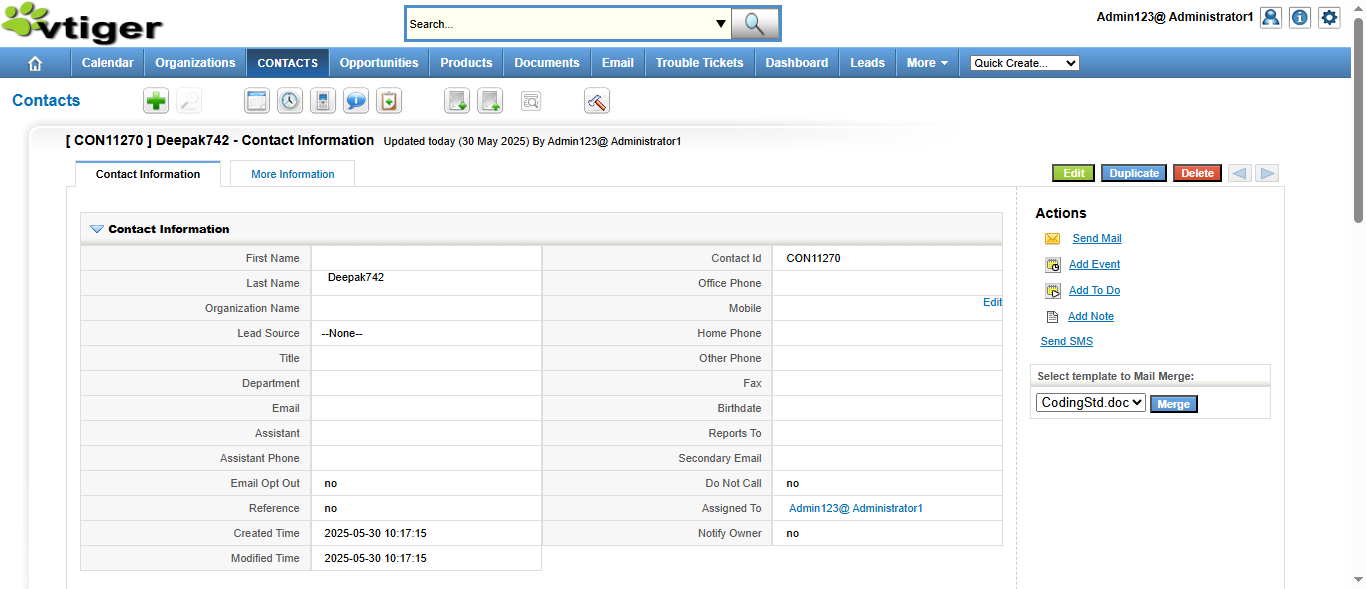 vtiger
Search...
Admin123@ Administrator1
Calendar Organizations CONTACTS Opportunities Products Documents Email Trouble Tickets Dashboard Leads More Quick Create...
Contacts
[ CON11270 ] Deepak742 - Contact Information Updated today (30 May 2025) By Admin123@ Administrator1
Contact Information More Information
Edit Duplicate Delete
Contact Information
First Name Contact Id CON11270
Last Name Deepak742 Office Phone
Organization Name Mobile Edit
Lead Source --None-- Home Phone
Title Other Phone
Department Fax
Email Birthdate
Assistant Reports To
Assistant Phone Secondary Email
Email Opt Out no Do Not Call no
Reference no Assigned To Admin123@ Administrator1
Created Time 2025-05-30 10:17:15 Notify Owner no
Modified Time 2025-05-30 10:17:15
Actions
Send Mail
Add Event
Add To Do
Add Note
Send SMS
Select template to Mail Merge:
CodingStd.doc Merge